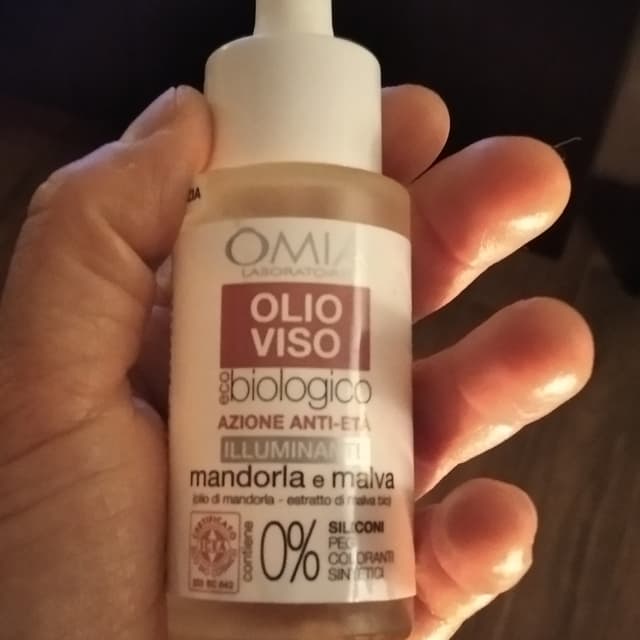 OMIA
LABORATOIRES
OLIO
VISO
eco biologico
AZIONE ANTI-ETÀ
ILLUMINANTE
mandorla e malva
(olio di mandorla - estratto di malva bio)
CERTIFICATO
contiene 0% SILICONI
PEG
COLORANTI
SINTETICI